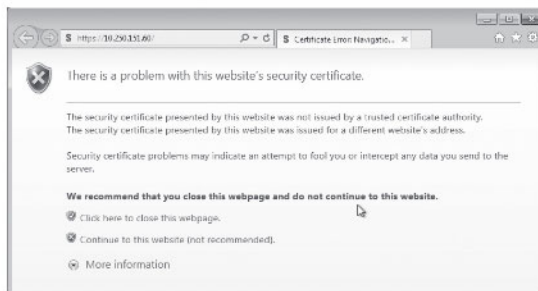 https://10.250.151.60/
Certificate Error: Navigatio...
There is a problem with this website's security certificate.
The security certificate presented by this website was not issued by a trusted certificate authority.
The security certificate presented by this website was issued for a different website's address.
Security certificate problems may indicate an attempt to fool you or intercept any data you send to the
server.
We recommend that you close this webpage and do not continue to this website.
Click here to close this webpage.
Continue to this website (not recommended).
More information